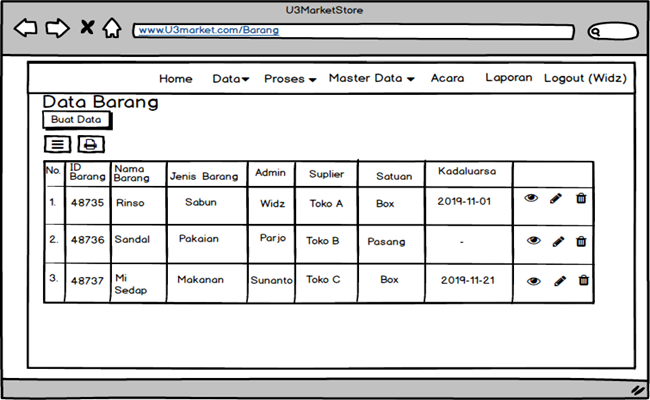 U3MarketStore
www.U3market.com/Barang
Home Data Proses Master Data Acara Laporan Logout (Widz)
Data Barang
Buat Data
No. ID Barang Nama Barang Jenis Barang Admin Suplier Satuan Kadaluarsa
1. 48735 Rinso Sabun Widz Toko A Box 2019-11-01
2. 48736 Sandal Pakaian Parjo Toko B Pasang -
3. 48737 Mi Sedap Makanan Sunanto Toko C Box 2019-11-21